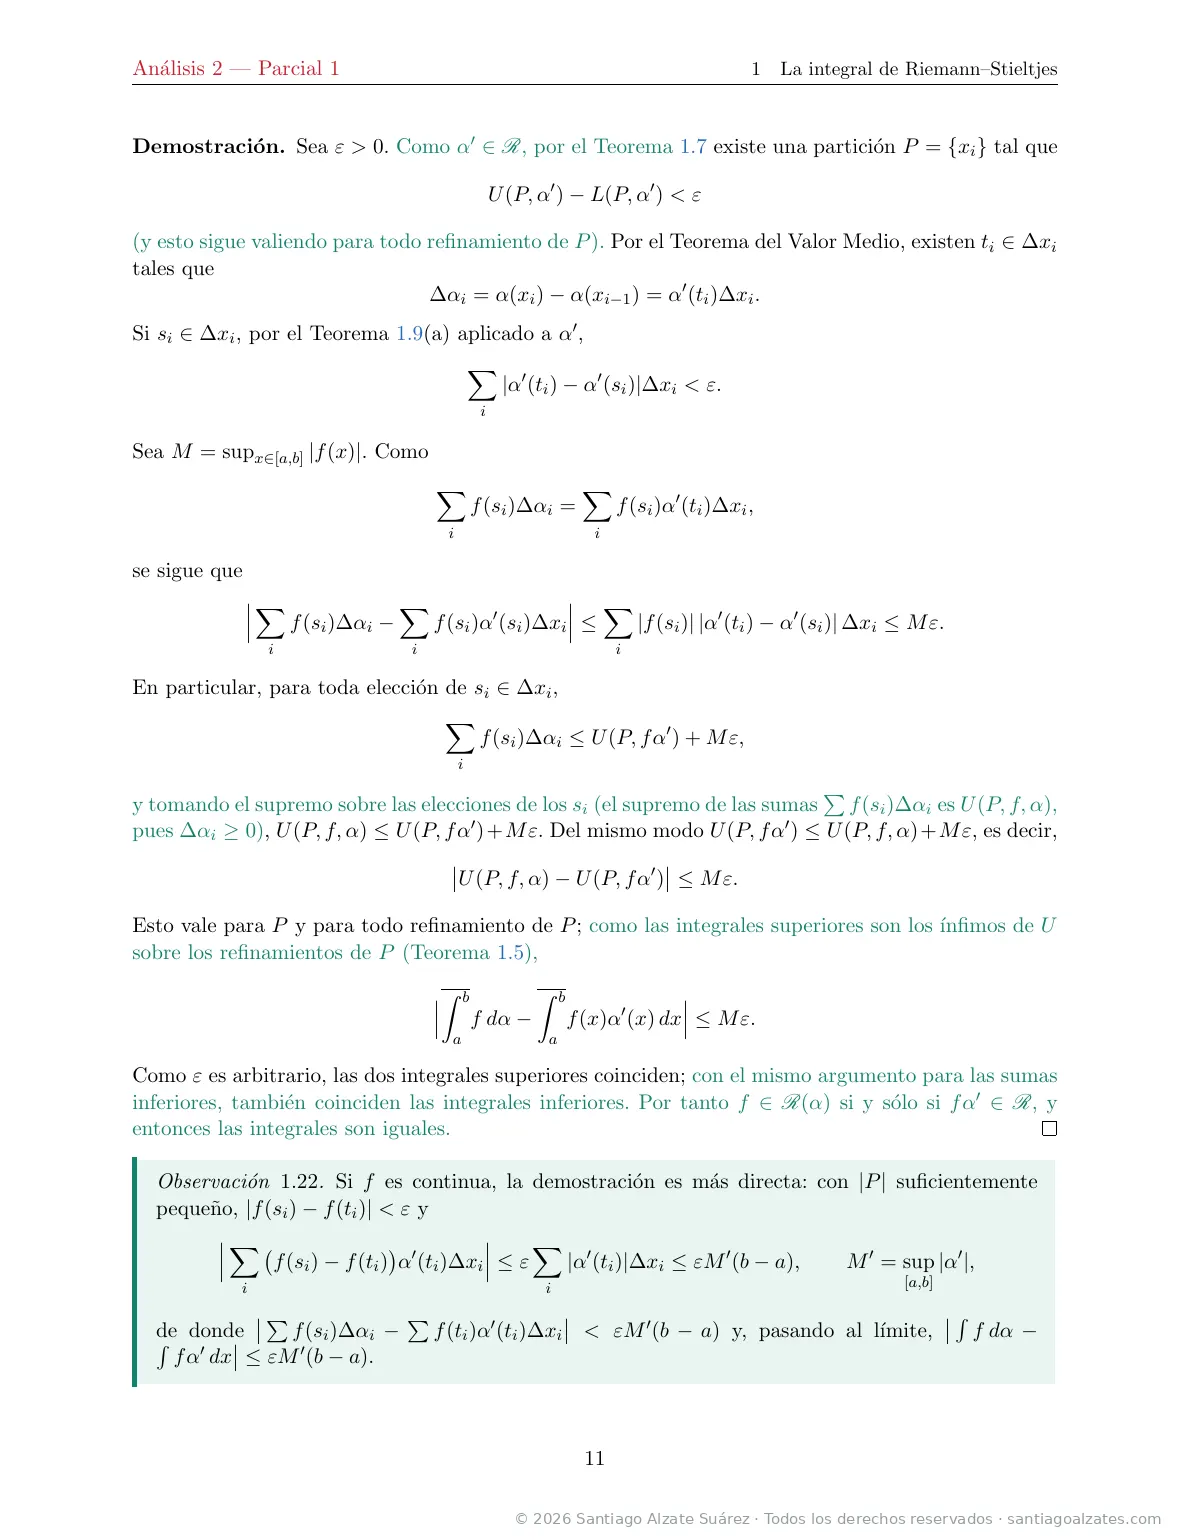 Análisis 2 — Parcial 1
1 La integral de Riemann–Stieltjes
Demostración. Sea ε > 0. Como α′ ∈ ℛ, por el Teorema 1.7 existe una partición P = {x_i} tal que
U(P, α′) − L(P, α′) < ε
(y esto sigue valiendo para todo refinamiento de P). Por el Teorema del Valor Medio, existen t_i ∈ Δx_i
tales que
Δα_i = α(x_i) − α(x_{i−1}) = α′(t_i)Δx_i.
Si s_i ∈ Δx_i, por el Teorema 1.9(a) aplicado a α′,
∑_i |α′(t_i) − α′(s_i)|Δx_i < ε.
Sea M = sup_{x∈[a,b]} |f(x)|. Como
∑_i f(s_i)Δα_i = ∑_i f(s_i)α′(t_i)Δx_i,
se sigue que
|∑_i f(s_i)Δα_i − ∑_i f(s_i)α′(s_i)Δx_i| ≤ ∑_i |f(s_i)| |α′(t_i) − α′(s_i)| Δx_i ≤ Mε.
En particular, para toda elección de s_i ∈ Δx_i,
∑_i f(s_i)Δα_i ≤ U(P, fα′) + Mε,
y tomando el supremo sobre las elecciones de los s_i (el supremo de las sumas ∑ f(s_i)Δα_i es U(P, f, α),
pues Δα_i ≥ 0), U(P, f, α) ≤ U(P, fα′)+Mε. Del mismo modo U(P, fα′) ≤ U(P, f, α)+Mε, es decir,
|U(P, f, α) − U(P, fα′)| ≤ Mε.
Esto vale para P y para todo refinamiento de P; como las integrales superiores son los ínfimos de U
sobre los refinamientos de P (Teorema 1.5),
|\overline{∫_a^b} f dα − \overline{∫_a^b} f(x)α′(x) dx| ≤ Mε.
Como ε es arbitrario, las dos integrales superiores coinciden; con el mismo argumento para las sumas
inferiores, también coinciden las integrales inferiores. Por tanto f ∈ ℛ(α) si y sólo si fα′ ∈ ℛ, y
entonces las integrales son iguales. □
Observación 1.22. Si f es continua, la demostración es más directa: con |P| suficientemente
pequeño, |f(s_i) − f(t_i)| < ε y
|∑_i (f(s_i) − f(t_i))α′(t_i)Δx_i| ≤ ε ∑_i |α′(t_i)|Δx_i ≤ εM′(b − a), M′ = sup_{[a,b]} |α′|,
de donde |∑ f(s_i)Δα_i − ∑ f(t_i)α′(t_i)Δx_i| < εM′(b − a) y, pasando al límite, |∫ f dα −
∫ fα′ dx| ≤ εM′(b − a).
11
© 2026 Santiago Alzate Suárez · Todos los derechos reservados · santiagoalzates.com